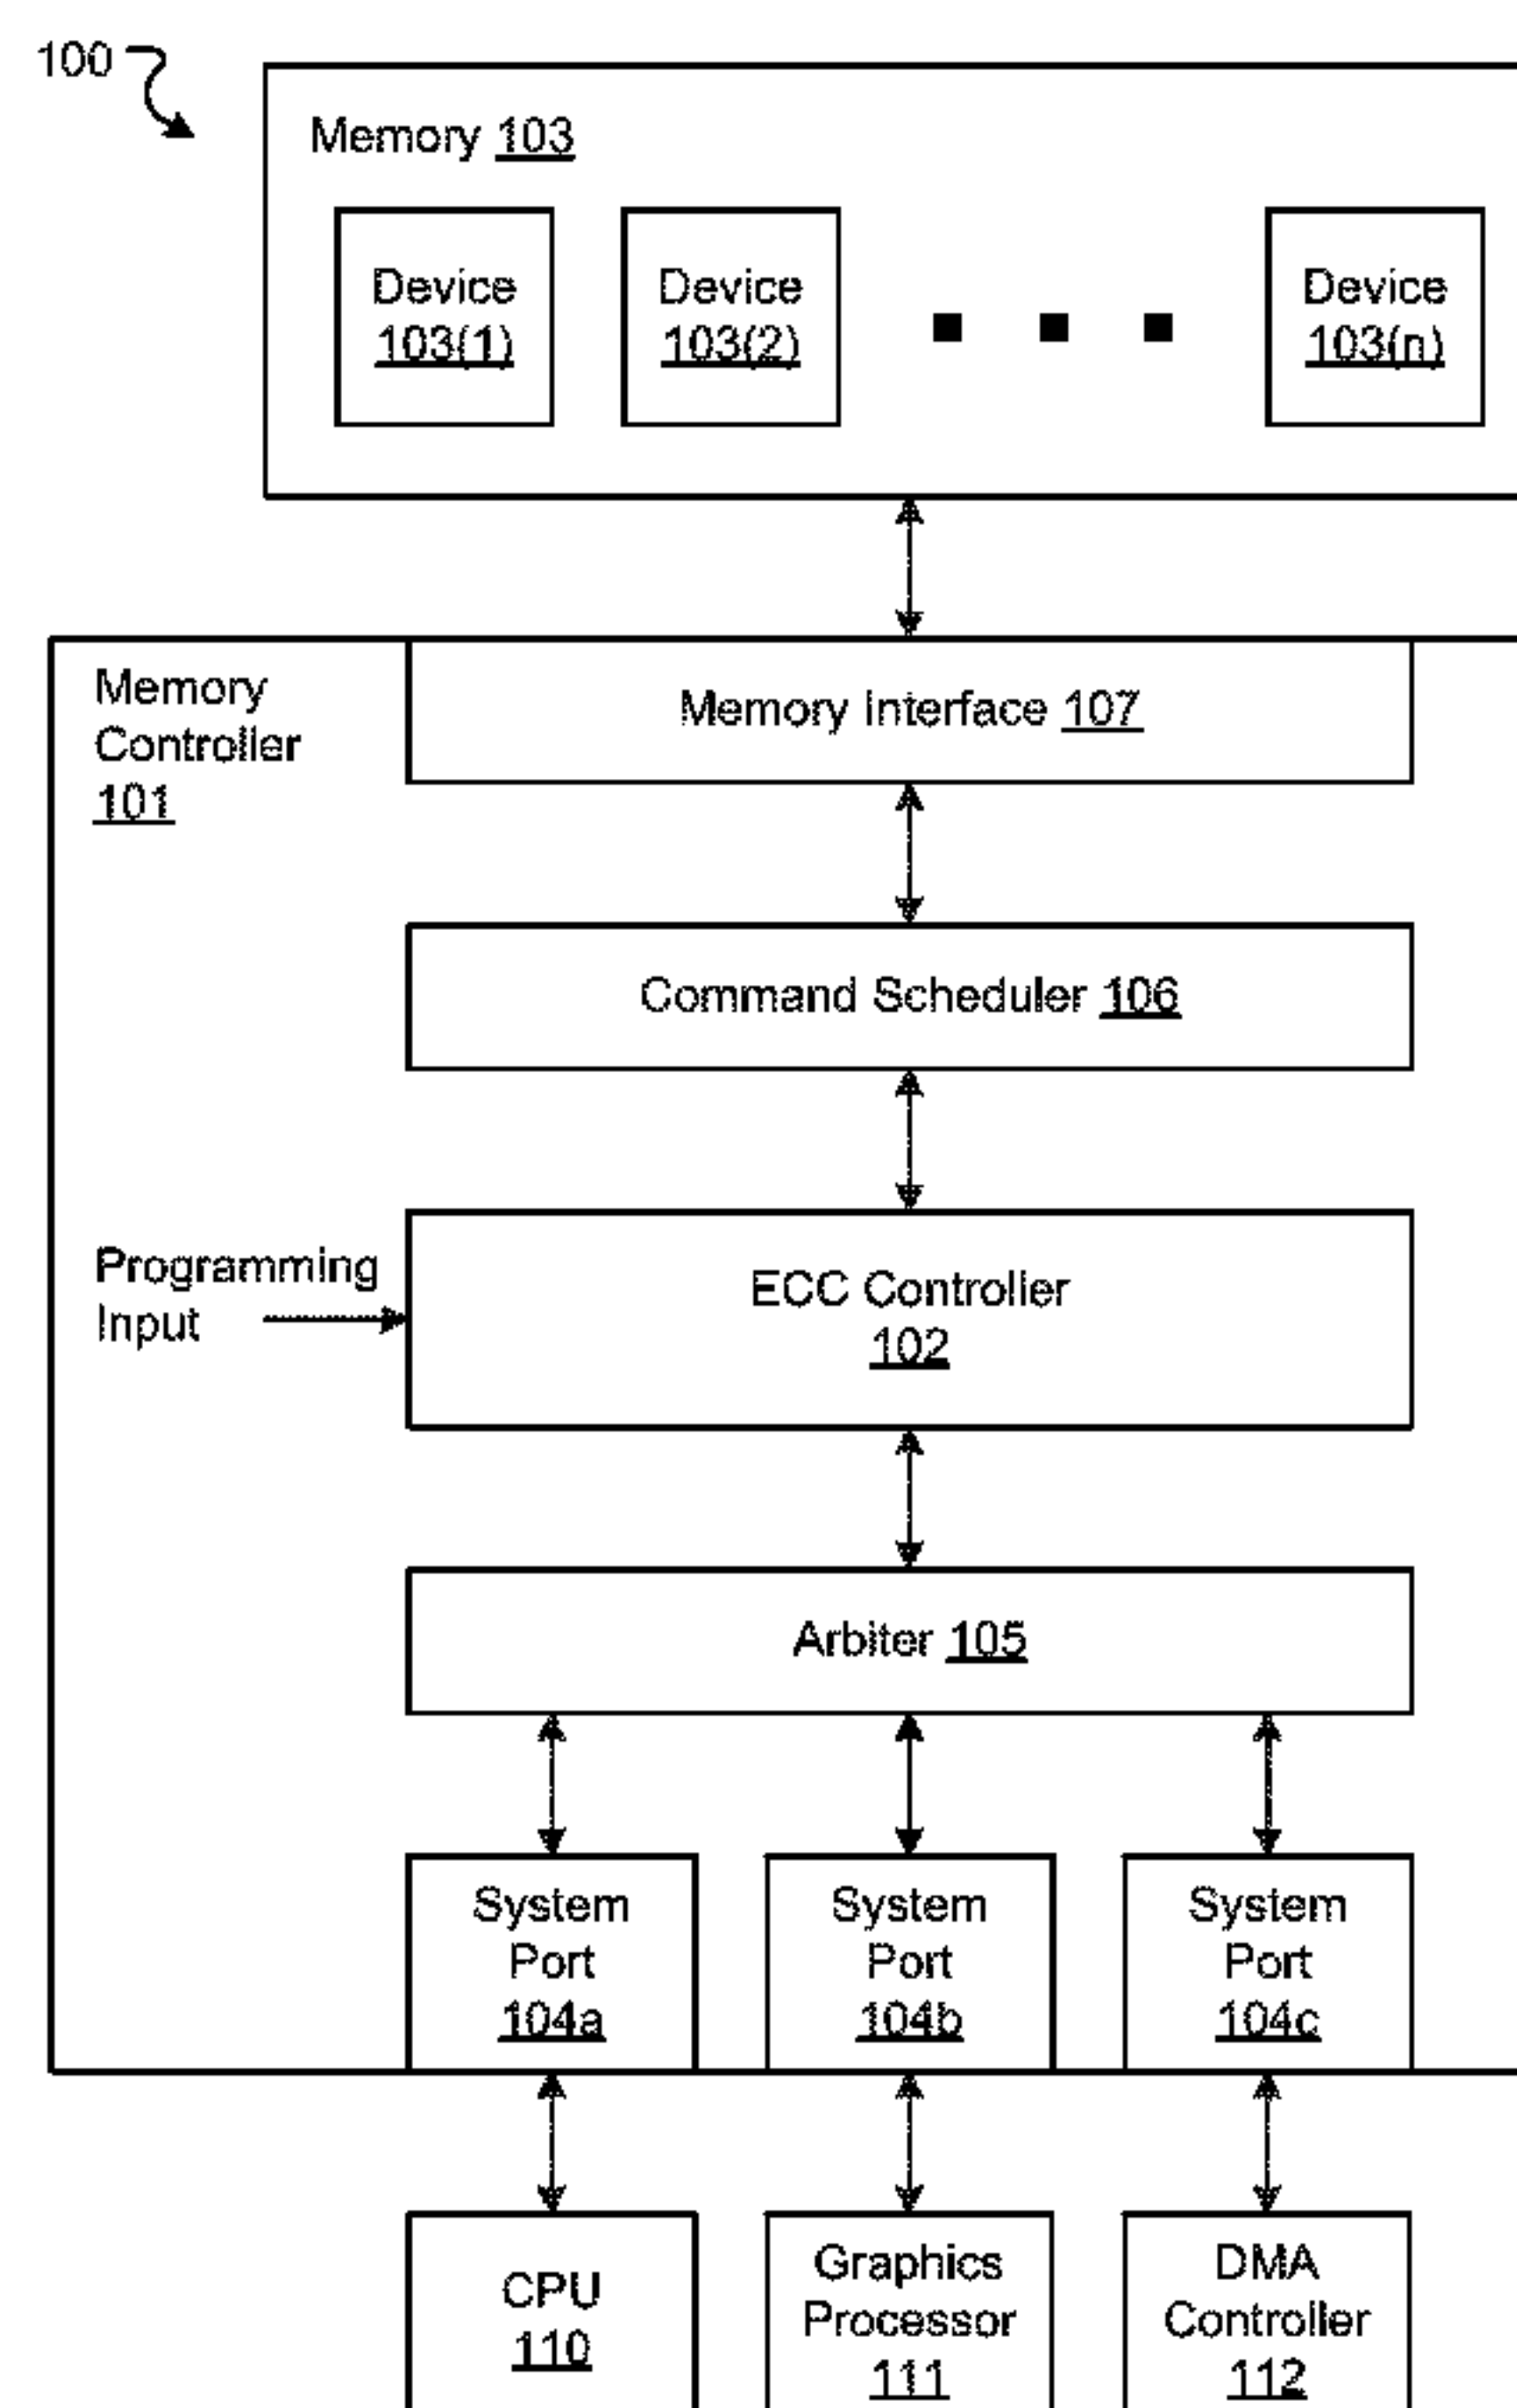 100
Memory 103
Device
103(1)
Device
103(2)
Device
103(n)
Memory
Controller
101
Memory Interface 107
Command Scheduler 106
Programming
Input
ECC Controller
102
Arbiter 105
System
Port
104a
System
Port
104b
System
Port
104c
CPU
110
Graphics
Processor
111
DMA
Controller
112